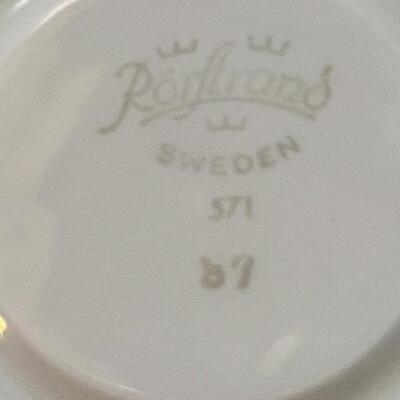 Rörstrand
SWEDEN
571
87